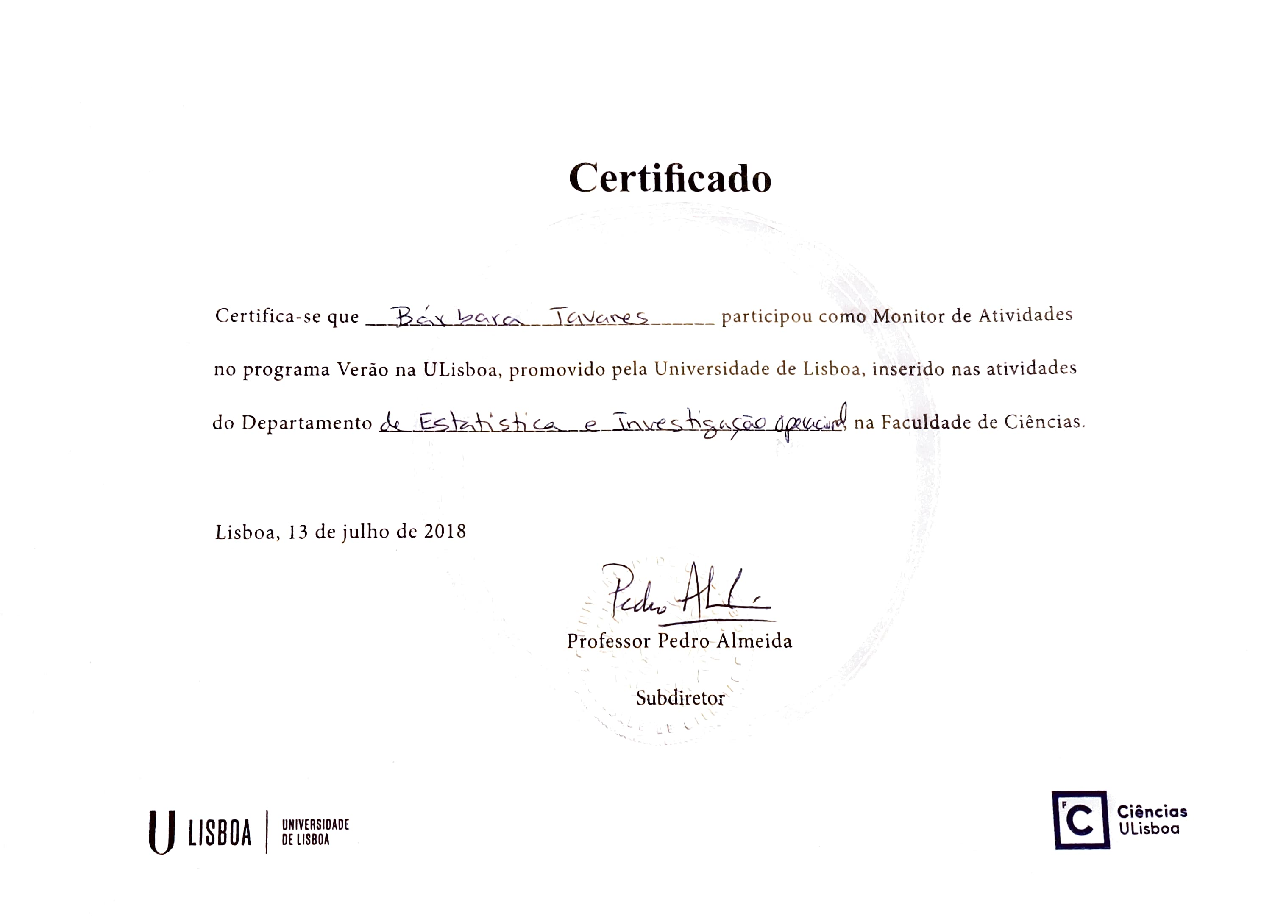 Certificado
Certifica-se que Bárbara Tavares participou como Monitor de Atividades
no programa Verão na ULisboa, promovido pela Universidade de Lisboa, inserido nas atividades
do Departamento de Estatística e Investigação Operacional na Faculdade de Ciências.
Lisboa, 13 de julho de 2018
Pedro
Professor Pedro Almeida
Subdiretor
U LISBOA | UNIVERSIDADE
DE LISBOA
FC Ciências
ULisboa